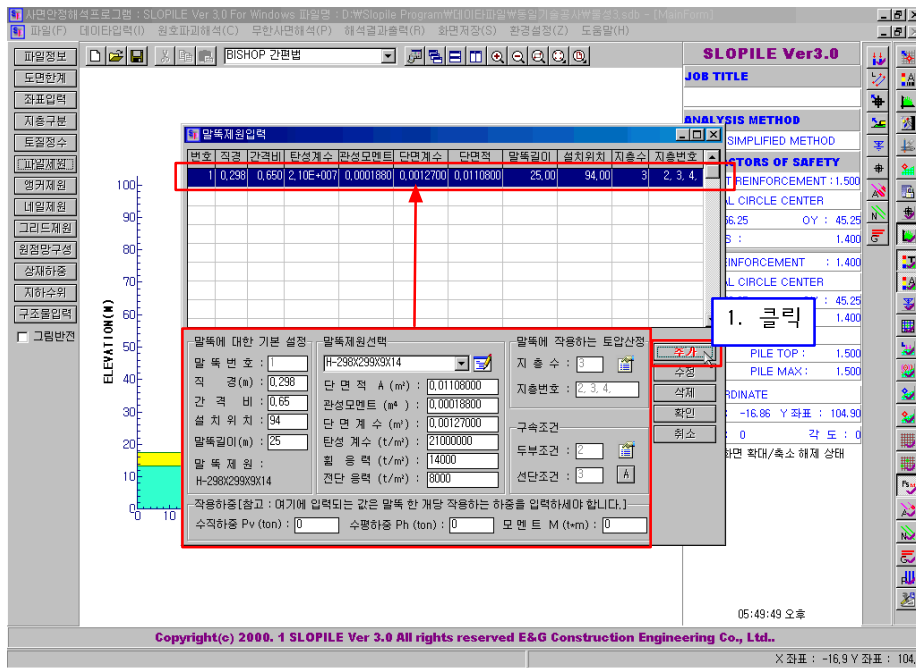 사면안정해석프로그램 : SLOPILE Ver 3,0 For Windows 파일명 : D:₩Slopile Program₩데이타파일₩동일기술공사₩물성3.sdb - [MainForm]
파일(F) 데이타입력(I) 원호파괴해석(C) 무한사면해석(P) 해석결과출력(R) 화면저장(S) 환경설정(Z) 도움말(H)
파일정보
도면한계
좌표입력
지층구분
토질정수
파일제원
앵커제원
네일제원
그리드제원
원점망구성
상재하중
지하수위
구조물입력
그림반전
BISHOP 간편법
SLOPILE Ver3.0
JOB TITLE
ANALYSIS METHOD
SIMPLIFIED METHOD
CTORS OF SAFETY
T REINFORCEMENT : 1.500
AL CIRCLE CENTER
56.25 OY : 45.25
S : 1.400
INFORCEMENT : 1.400
AL CIRCLE CENTER
: 45.25
1.400
PILE TOP : 1.500
PILE MAX : 1.500
RDINATE
: -16.86 Y 좌표 : 104.90
: 0 각 도 : 0
화면 확대/축소 해제 상태
05:49:49 오후
말뚝제원입력
번호 직경 간격비 탄성계수 관성모멘트 단면계수 단면적 말뚝길이 설치위치 지층수 지층번호
1 0,298 0,650 2,10E+007 0,0001880 0,0012700 0,0110800 25,00 94,00 3 2, 3, 4,
ELEVATION(M)
100
90
80
70
60
50
40
30
20
10
0
0 10
1. 클릭
말뚝에 대한 기본 설정
말 뚝 번 호 : 1
직 경(m) : 0,298
간 격 비 : 0,65
설 치 위 치 : 94
말뚝길이(m) : 25
말 뚝 제 원 :
H-298X299X9X14
말뚝제원선택
H-298X299X9X14
단 면 적 A (m²) : 0,01108000
관성모멘트 (m⁴) : 0,00018800
단 면 계 수 (m³) : 0,00127000
탄성 계수 (t/m²) : 21000000
휨 응 력 (t/m²) : 14000
전단 응력 (t/m²) : 8000
말뚝에 작용하는 토압산정
지 층 수 : 3
지층번호 : 2, 3, 4,
구속조건
두부조건 : 2
선단조건 : 3 A
추가
수정
삭제
확인
취소
작용하중[참고 : 여기에 입력되는 값은 말뚝 한 개당 작용하는 하중을 입력하셔야 합니다.]
수직하중 Pv (ton) : 0 수평하중 Ph (ton) : 0 모 멘 트 M (t*m) : 0
Copyright(c) 2000. 1 SLOPILE Ver 3.0 All rights reserved E&G Construction Engineering Co., Ltd..
X 좌표 : -16,9 Y 좌표 : 104,